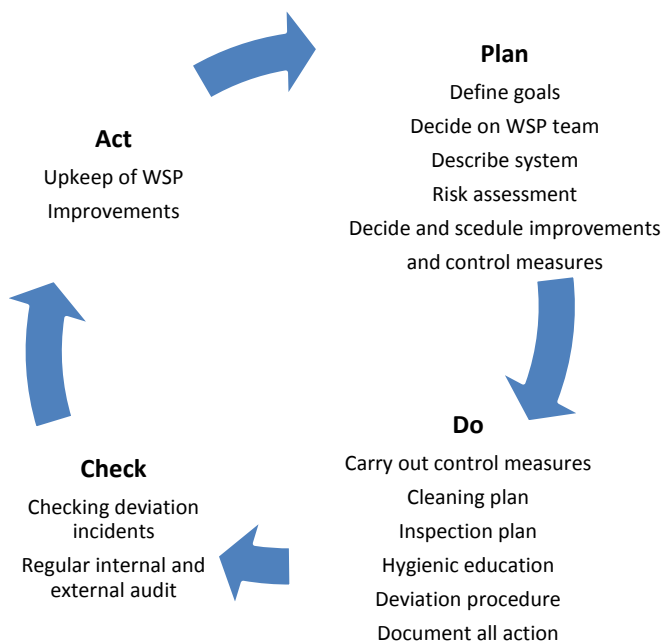 Plan
Define goals
Decide on WSP team
Describe system
Risk assessment
Decide and scedule improvements
and control measures
Do
Carry out control measures
Cleaning plan
Inspection plan
Hygienic education
Deviation procedure
Document all action
Check
Checking deviation
incidents
Regular internal and
external audit
Act
Upkeep of WSP
Improvements